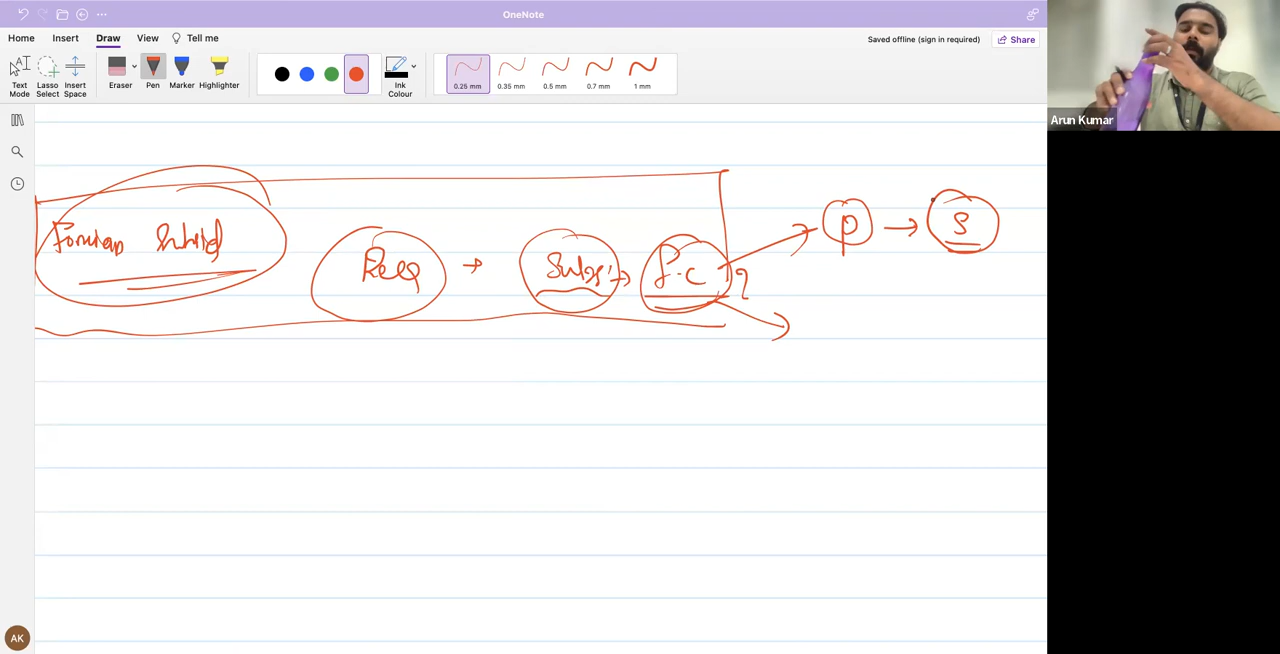 OneNote
Home Insert Draw View Tell me
Saved offline (sign in required) Share
Text Mode
Lasso Select
Insert Space
Eraser
Pen
Marker
Highlighter
Ink Colour
0.25 mm 0.35 mm 0.5 mm 0.7 mm 1 mm
Arun Kumar
P → S
→
AK